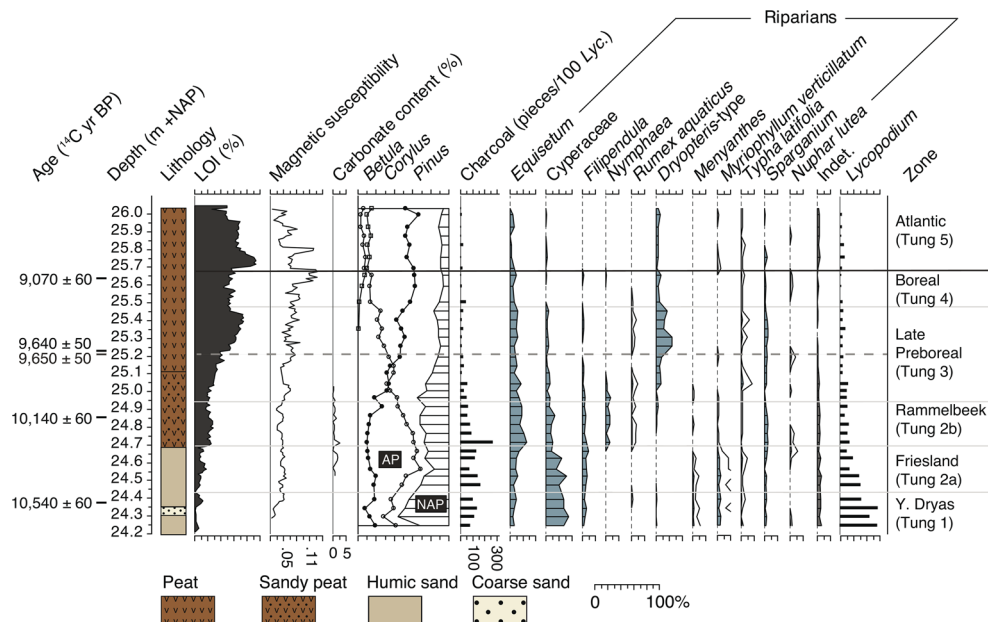 Riparians
Age (¹⁴C yr BP)
Depth (m +NAP)
Lithology
LOI (%)
Magnetic susceptibility
Carbonate content (%)
Betula
Corylus
Pinus
Charcoal (pieces/100 Lyc.)
Equisetum
Cyperaceae
Filipendula
Nymphaea
Rumex aquaticus
Dryopteris-type
Menyanthes
Myriophyllum verticillatum
Typha latifolia
Sparganium
Nuphar lutea
Indet.
Lycopodium
Zone
26.0
25.9
25.8
25.7
25.6
25.5
25.4
25.3
25.2
25.1
25.0
24.9
24.8
24.7
24.6
24.5
24.4
24.3
24.2
9,070 ± 60
9,640 ± 50
9,650 ± 50
10,140 ± 60
10,540 ± 60
AP
NAP
Atlantic
(Tung 5)
Boreal
(Tung 4)
Late
Preboreal
(Tung 3)
Rammelbeek
(Tung 2b)
Friesland
(Tung 2a)
Y. Dryas
(Tung 1)
.05
.11
0
5
100
300
Peat
Sandy peat
Humic sand
Coarse sand
0
100%